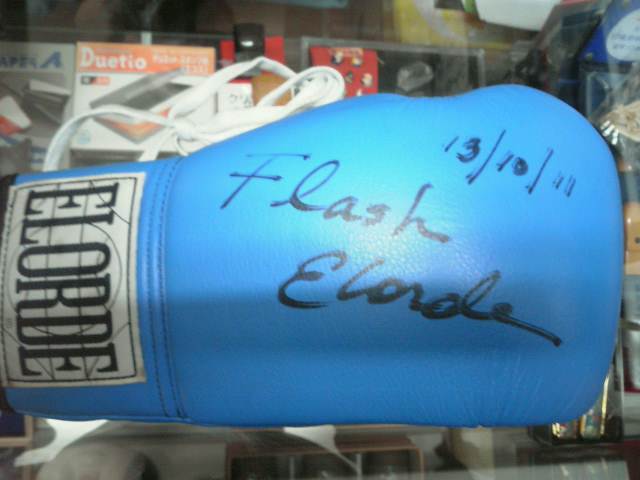 Duetio
13/10/11
Flash
Elorde
ELORDE